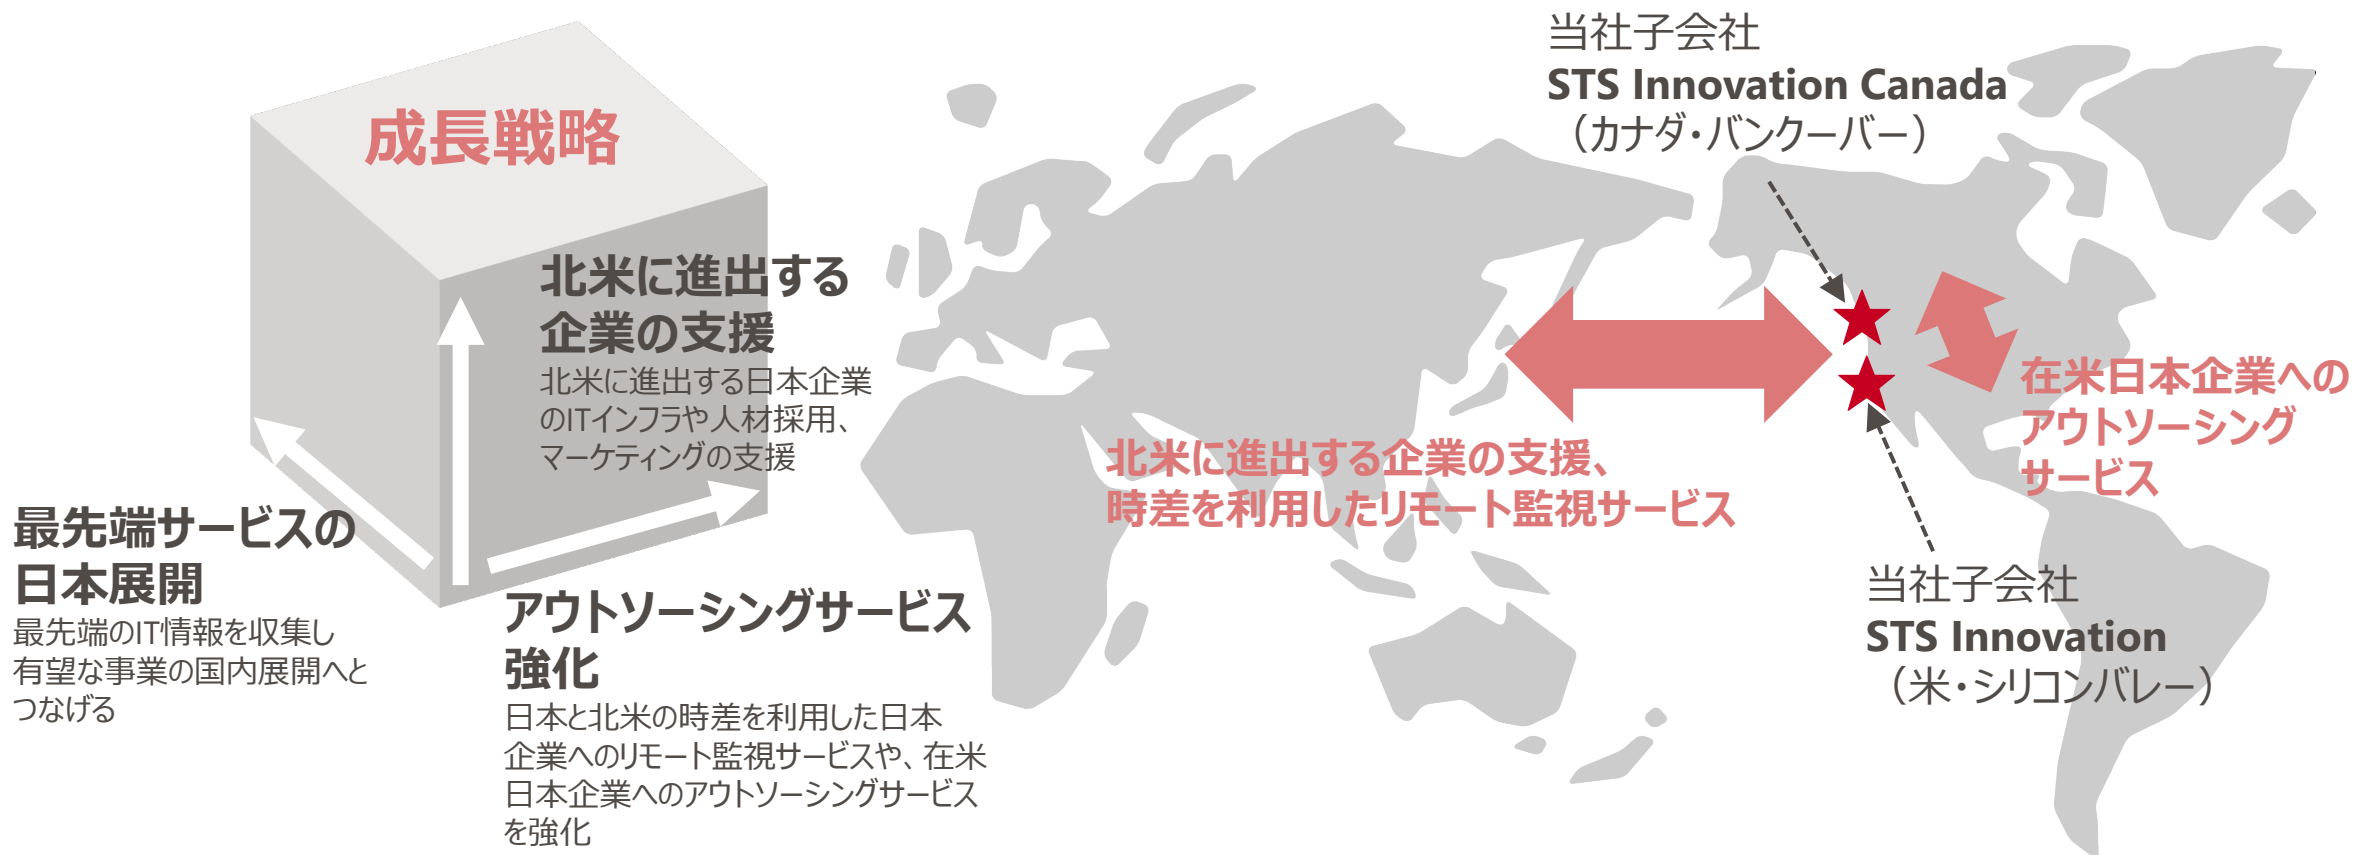 成長戦略
北米に進出する
企業の支援
北米に進出する日本企業
のITインフラや人材採用、
マーケティングの支援
最先端サービスの
日本展開
最先端のIT情報を収集し
有望な事業の国内展開へと
つなげる
アウトソーシングサービス
強化
日本と北米の時差を利用した日本
企業へのリモート監視サービスや、在米
日本企業へのアウトソーシングサービス
を強化
当社子会社
STS Innovation Canada
（カナダ・バンクーバー）
北米に進出する企業の支援、
時差を利用したリモート監視サービス
在米日本企業への
アウトソーシング
サービス
当社子会社
STS Innovation
（米・シリコンバレー）